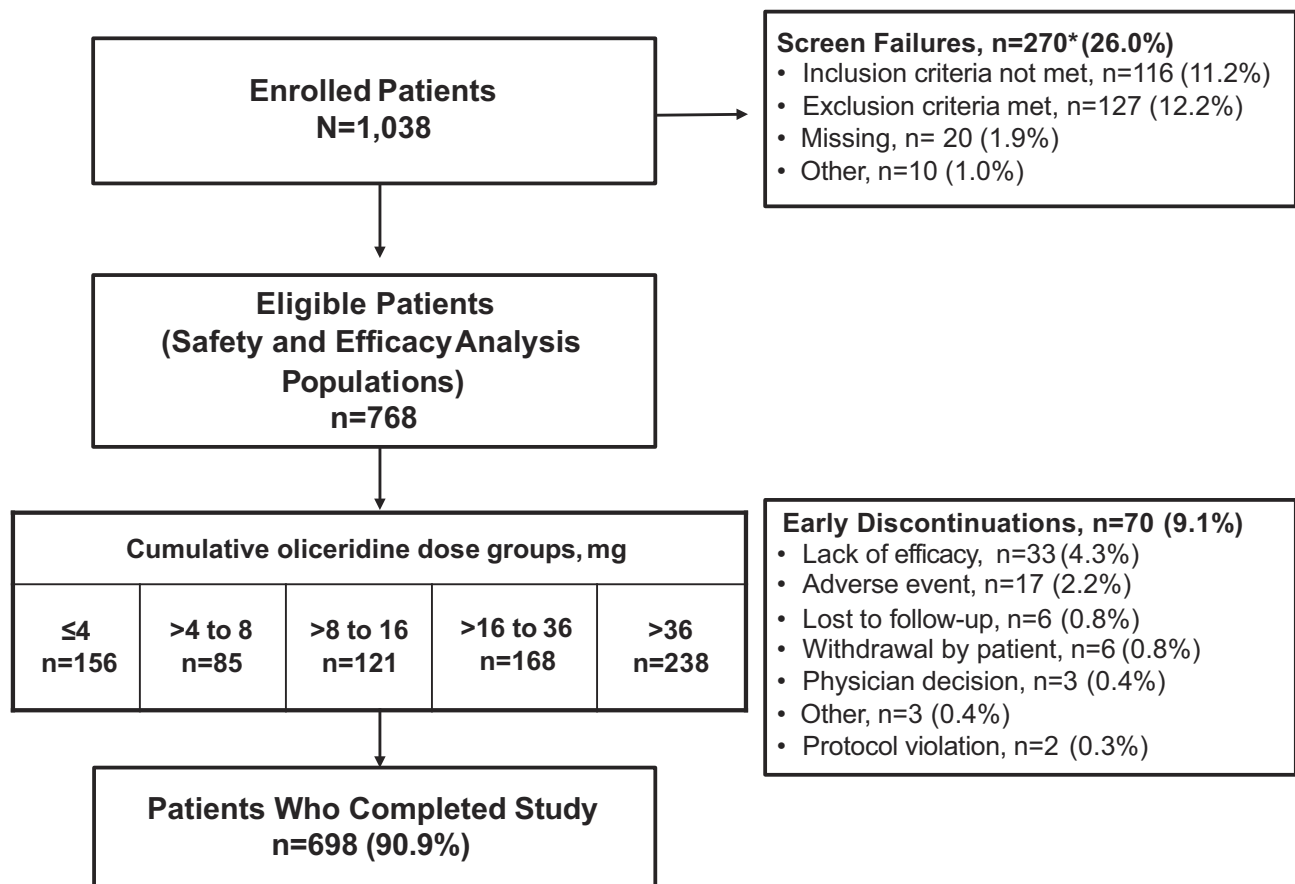 Enrolled Patients
N=1,038
Screen Failures, n=270* (26.0%)
• Inclusion criteria not met, n=116 (11.2%)
• Exclusion criteria met, n=127 (12.2%)
• Missing, n= 20 (1.9%)
• Other, n=10 (1.0%)
Eligible Patients
(Safety and Efficacy Analysis
Populations)
n=768
Cumulative oliceridine dose groups, mg
≤4 >4 to 8 >8 to 16 >16 to 36 >36
n=156 n=85 n=121 n=168 n=238
Early Discontinuations, n=70 (9.1%)
• Lack of efficacy, n=33 (4.3%)
• Adverse event, n=17 (2.2%)
• Lost to follow-up, n=6 (0.8%)
• Withdrawal by patient, n=6 (0.8%)
• Physician decision, n=3 (0.4%)
• Other, n=3 (0.4%)
• Protocol violation, n=2 (0.3%)
Patients Who Completed Study
n=698 (90.9%)